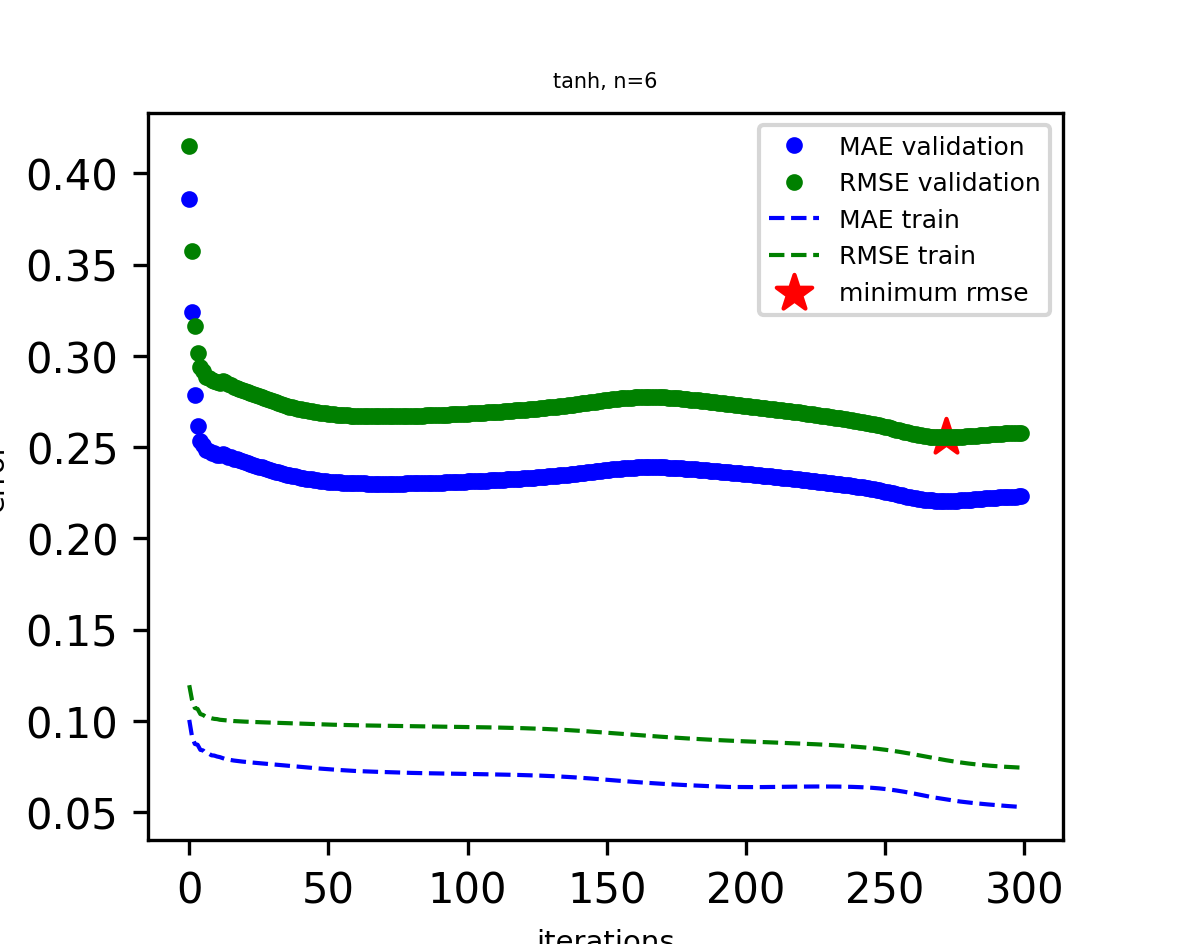 tanh, n=6
MAE validation
RMSE validation
MAE train
RMSE train
minimum rmse
0.40
0.35
0.30
0.25
0.20
0.15
0.10
0.05
0 50 100 150 200 250 300
iterations